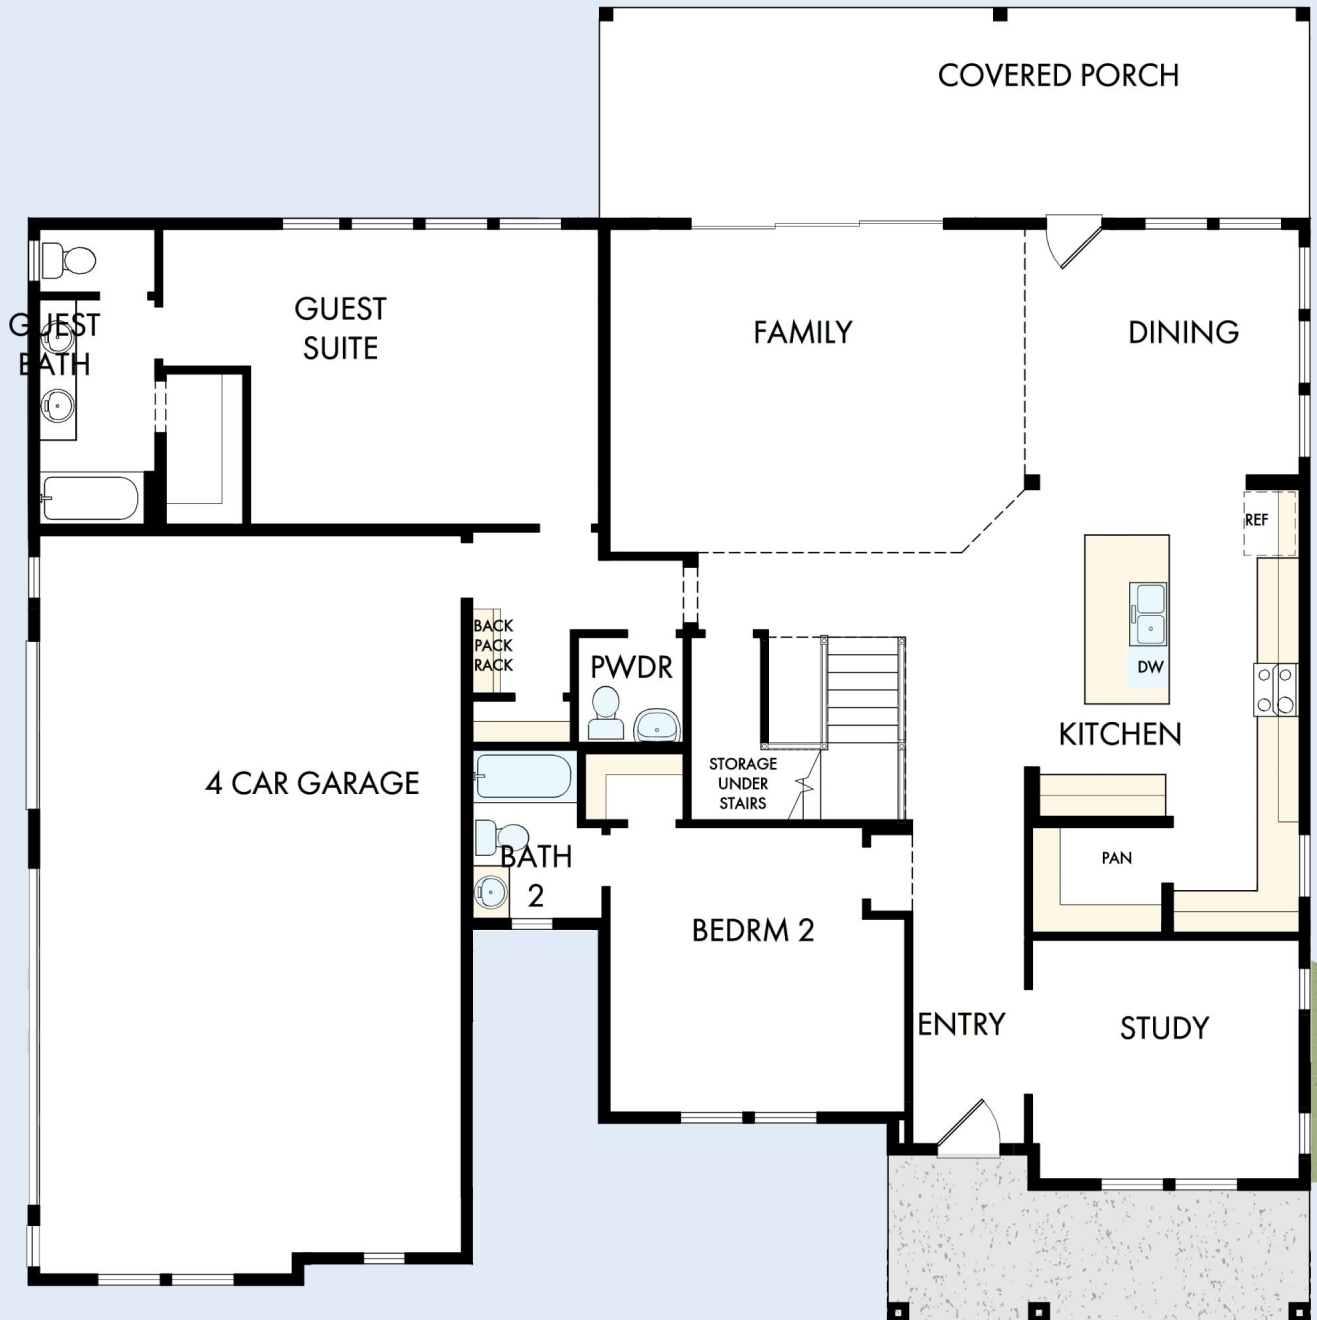 COVERED PORCH
GUEST
SUITE
GUEST
BATH
FAMILY
DINING
REF
BACK
PACK
RACK
PWDR
DW
KITCHEN
4 CAR GARAGE
STORAGE
UNDER
STAIRS
BATH
2
PAN
BEDRM 2
ENTRY
STUDY